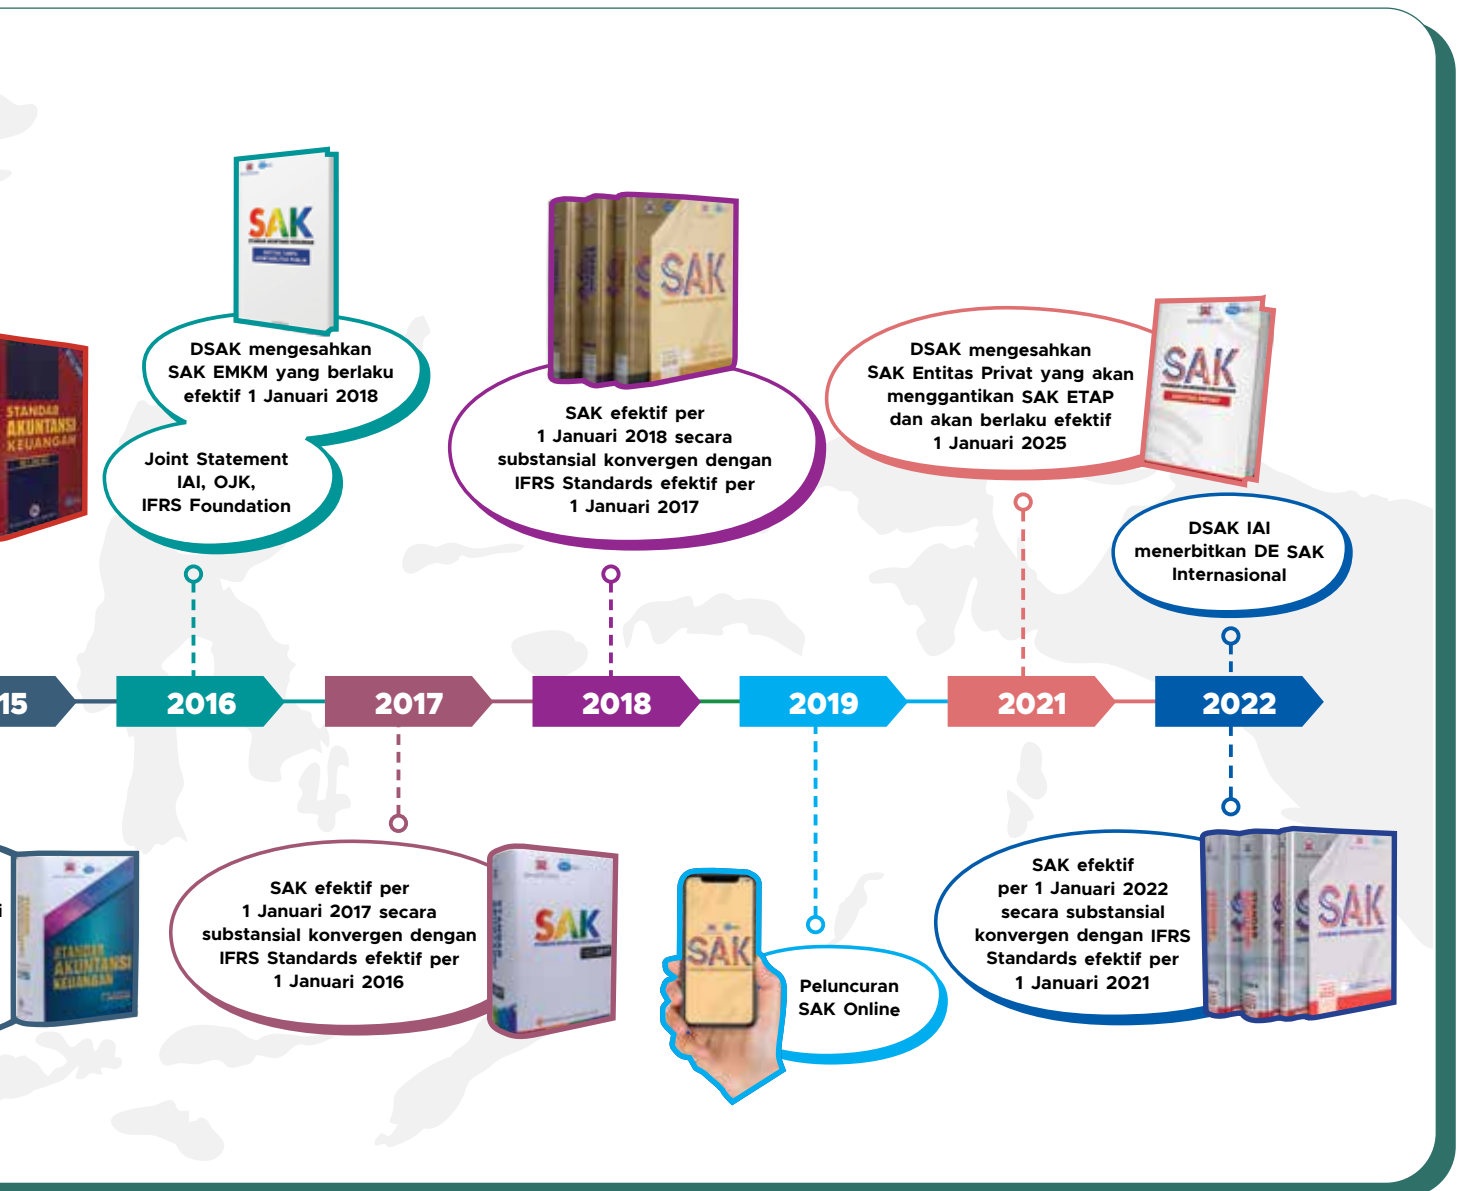 STANDAR
AKUNTANSI
KEUANGAN
SAK
DSAK mengesahkan
SAK EMKM yang berlaku
efektif 1 Januari 2018
Joint Statement
IAI, OJK,
IFRS Foundation
SAK
SAK efektif per
1 Januari 2018 secara
substansial konvergen dengan
IFRS Standards efektif per
1 Januari 2017
DSAK mengesahkan
SAK Entitas Privat yang akan
menggantikan SAK ETAP
dan akan berlaku efektif
1 Januari 2025
SAK
DSAK IAI
menerbitkan DE SAK
Internasional
15
2016
2017
2018
2019
2021
2022
i
STANDAR
AKUNTANSI
KEUANGAN
SAK efektif per
1 Januari 2017 secara
substansial konvergen dengan
IFRS Standards efektif per
1 Januari 2016
SAK
SAK
Peluncuran
SAK Online
SAK efektif
per 1 Januari 2022
secara substansial
konvergen dengan IFRS
Standards efektif per
1 Januari 2021
SAK